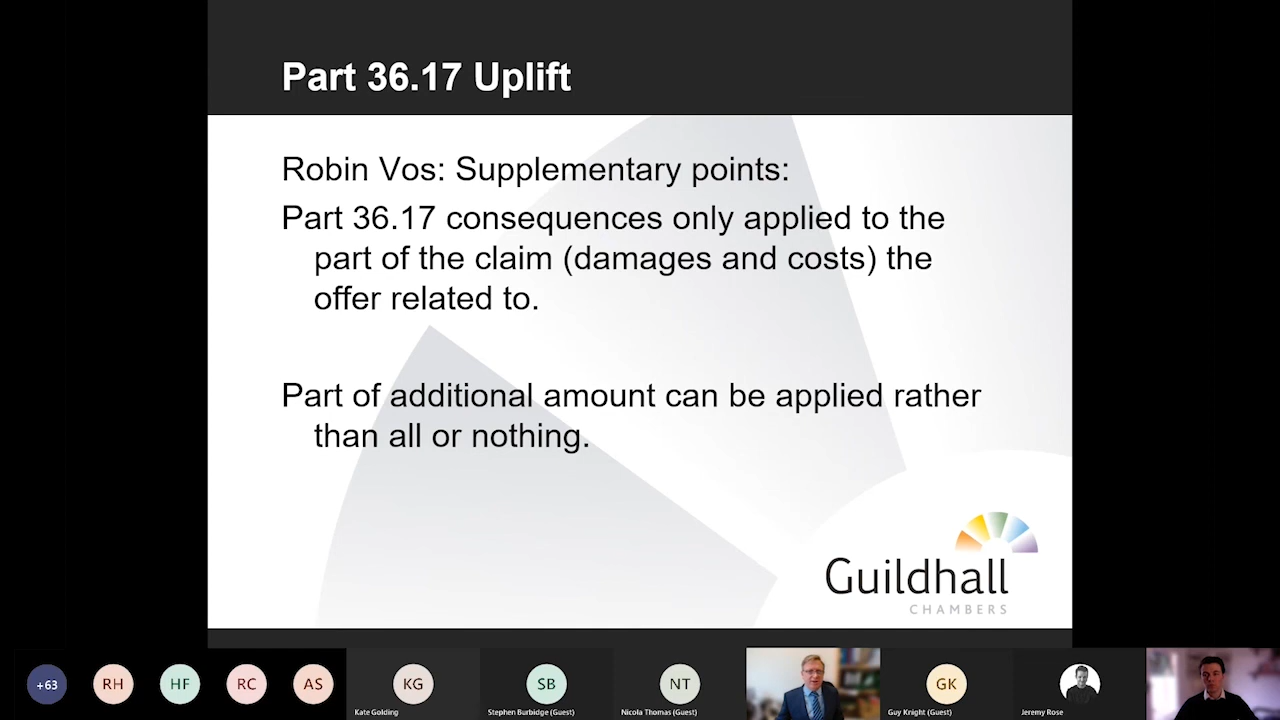 Part 36.17 Uplift
Robin Vos: Supplementary points:
Part 36.17 consequences only applied to the
part of the claim (damages and costs) the
offer related to.
Part of additional amount can be applied rather
than all or nothing.
Guildhall
CHAMBERS
+63
RH
HF
RC
AS
KG
SB
NT
GK
Kate Golding
Stephen Burbidge (Guest)
Nicola Thomas (Guest)
Guy Knight (Guest)
Jeremy Rose